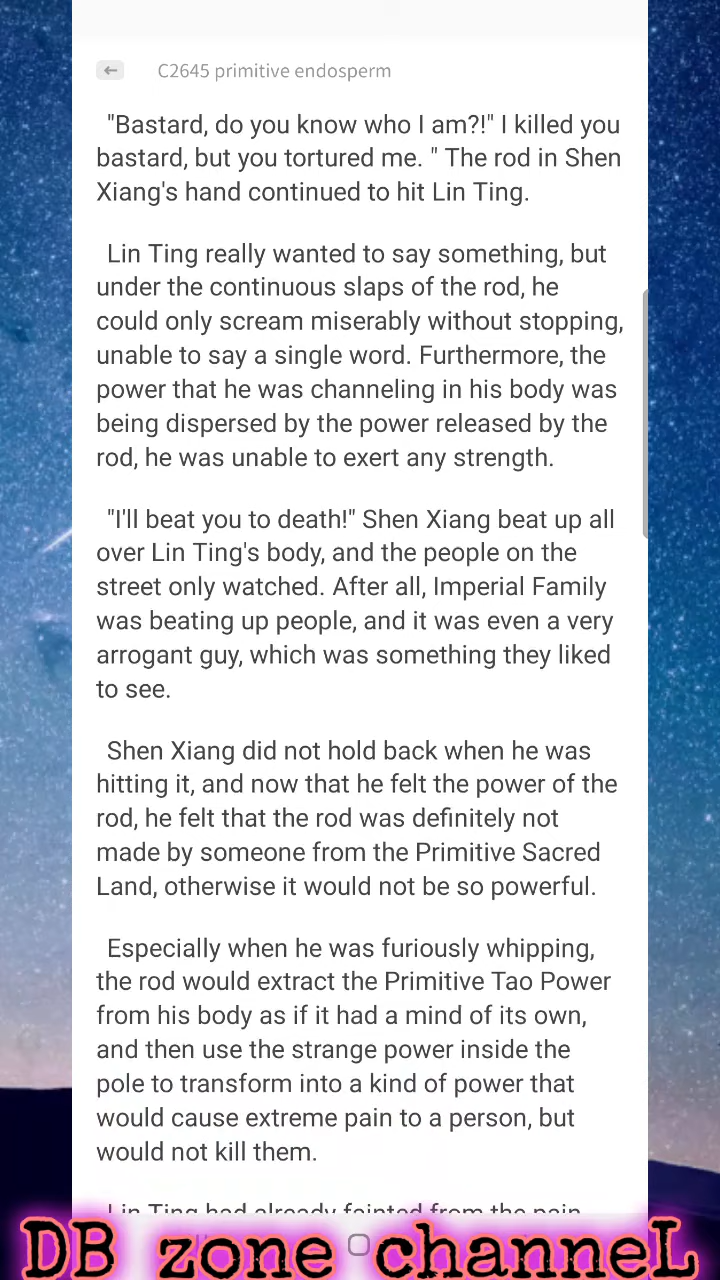 C2645 primitive endosperm
"Bastard, do you know who I am?!" I killed you
bastard, but you tortured me. " The rod in Shen
Xiang's hand continued to hit Lin Ting.
Lin Ting really wanted to say something, but
under the continuous slaps of the rod, he
could only scream miserably without stopping,
unable to say a single word. Furthermore, the
power that he was channeling in his body was
being dispersed by the power released by the
rod, he was unable to exert any strength.
"I'll beat you to death!" Shen Xiang beat up all
over Lin Ting's body, and the people on the
street only watched. After all, Imperial Family
was beating up people, and it was even a very
arrogant guy, which was something they liked
to see.
Shen Xiang did not hold back when he was
hitting it, and now that he felt the power of the
rod, he felt that the rod was definitely not
made by someone from the Primitive Sacred
Land, otherwise it would not be so powerful.
Especially when he was furiously whipping,
the rod would extract the Primitive Tao Power
from his body as if it had a mind of its own,
and then use the strange power inside the
pole to transform into a kind of power that
would cause extreme pain to a person, but
would not kill them.
Lin Ting had already fainted from the pain
DB zone channeL